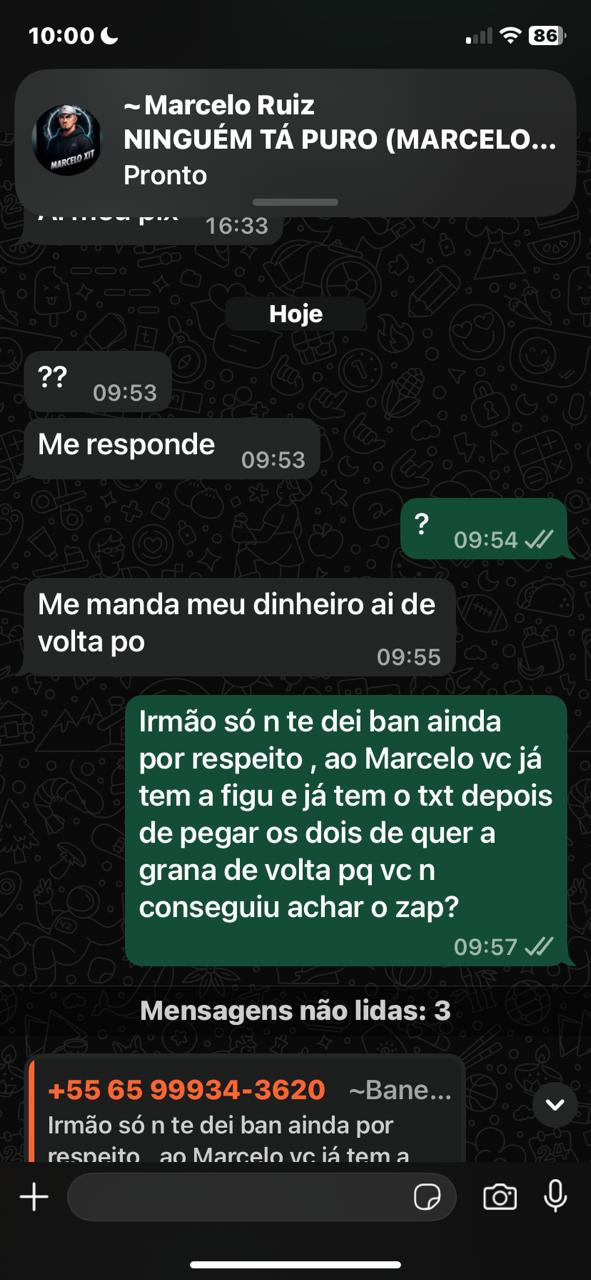 10:00
86
~Marcelo Ruiz
NINGUÉM TÁ PURO (MARCELO...
Pronto
MARCELO XIT
16:33
Hoje
??
09:53
Me responde
09:53
?
09:54
Me manda meu dinheiro ai de
volta po
09:55
Irmão só n te dei ban ainda
por respeito , ao Marcelo vc já
tem a figu e já tem o txt depois
de pegar os dois de quer a
grana de volta pq vc n
conseguiu achar o zap?
09:57
Mensagens não lidas: 3
+55 65 99934-3620 ~Bane...
Irmão só n te dei ban ainda por
respeito , ao Marcelo vc já tem a